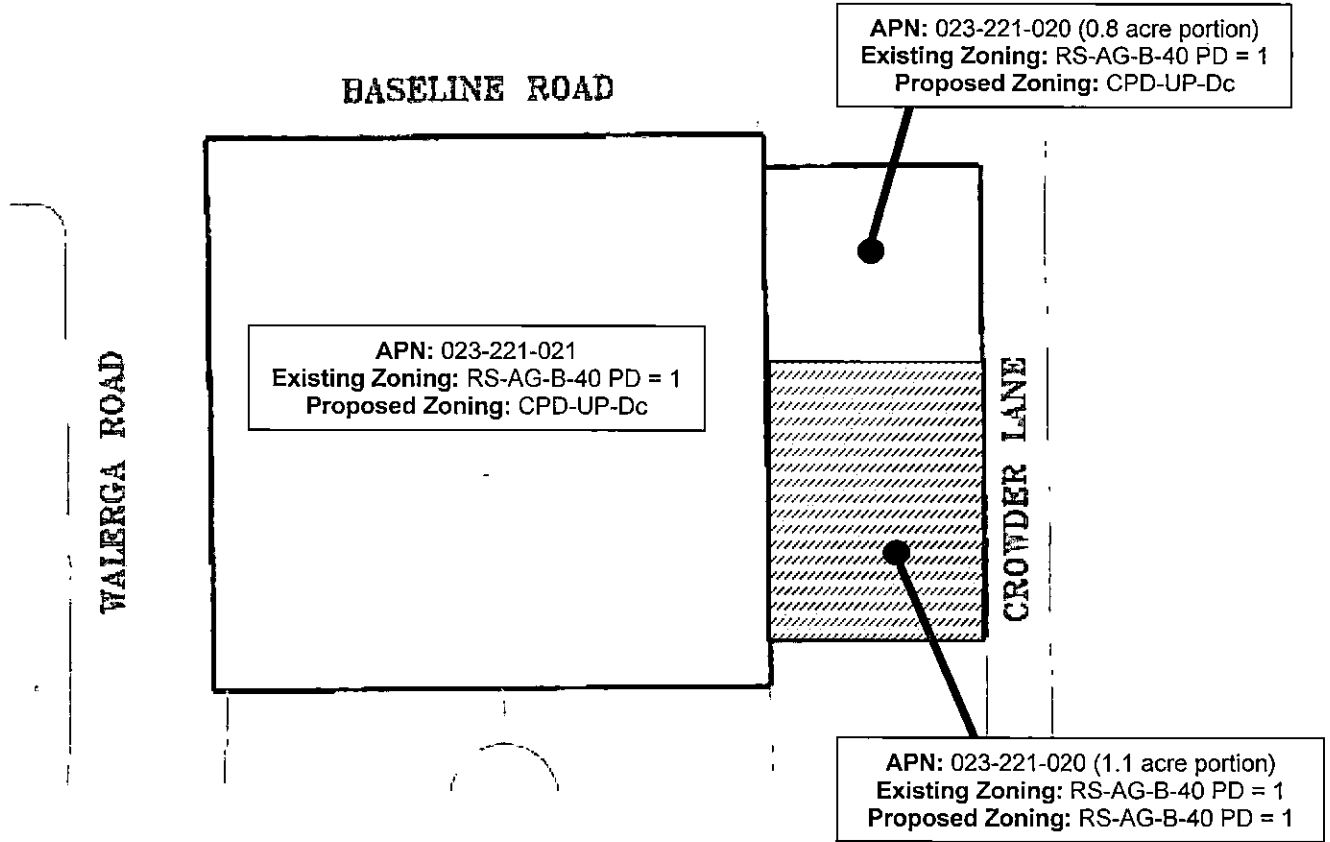 APN: 023-221-020 (0.8 acre portion)
Existing Zoning: RS-AG-B-40 PD = 1
Proposed Zoning: CPD-UP-Dc
BASELINE ROAD
WALERGA ROAD
APN: 023-221-021
Existing Zoning: RS-AG-B-40 PD = 1
Proposed Zoning: CPD-UP-Dc
CROWDER LANE
APN: 023-221-020 (1.1 acre portion)
Existing Zoning: RS-AG-B-40 PD = 1
Proposed Zoning: RS-AG-B-40 PD = 1